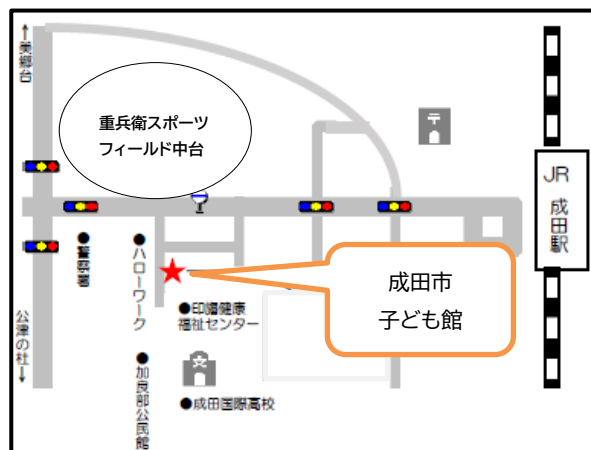 ←美郷台
重兵衛スポーツ
フィールド中台
〒
JR
成田駅
●警察署
●ハローワーク
成田市
子ども館
●印旛健康
福祉センター
公津の杜→
●加良部公民館
●成田国際高校
文